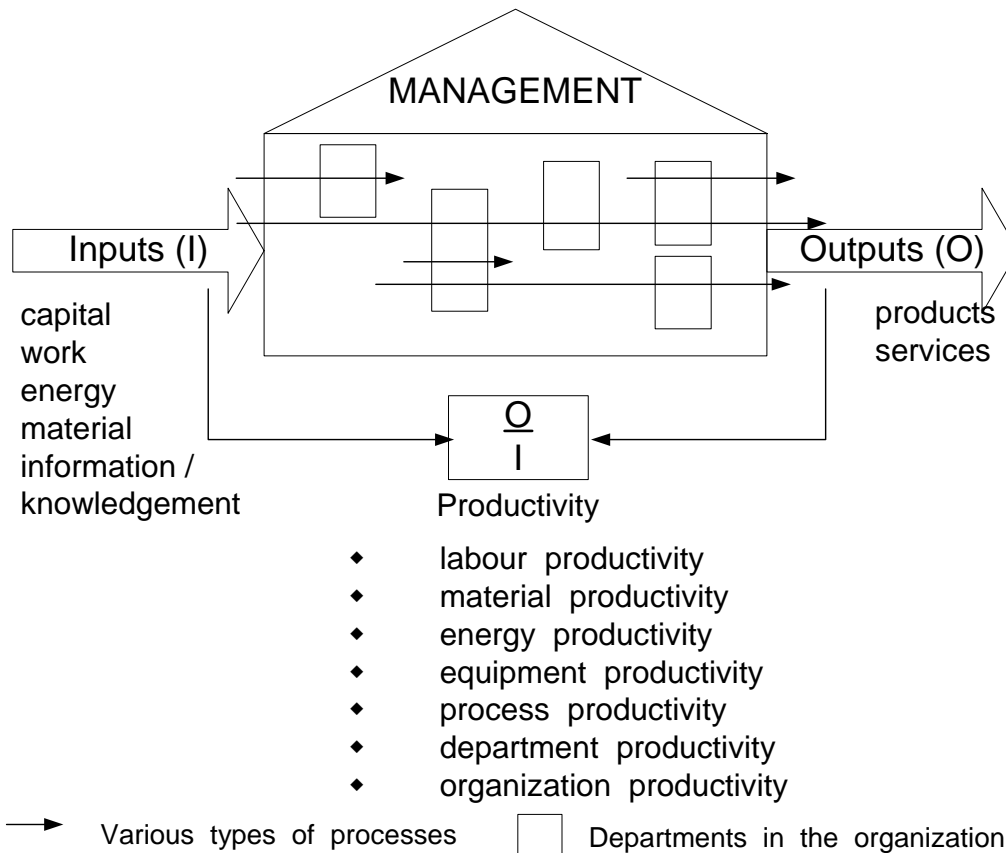 MANAGEMENT
Inputs (I)
Outputs (O)
capital
work
energy
material
information /
knowledgement
products
services
O
I
Productivity
◆ labour productivity
◆ material productivity
◆ energy productivity
◆ equipment productivity
◆ process productivity
◆ department productivity
◆ organization productivity
Various types of processes
Departments in the organization